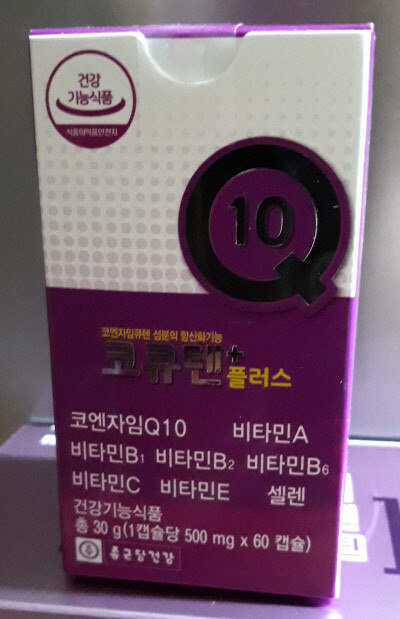 건강
기능식품
식품의약품안전처
10
Q
코엔자임큐텐 성분의 항산화기능
코큐텐+
플러스
코엔자임Q10 비타민A
비타민B1 비타민B2 비타민B6
비타민C 비타민E 셀렌
건강기능식품
총 30 g(1캡슐당 500 mg x 60 캡슐)
종근당건강